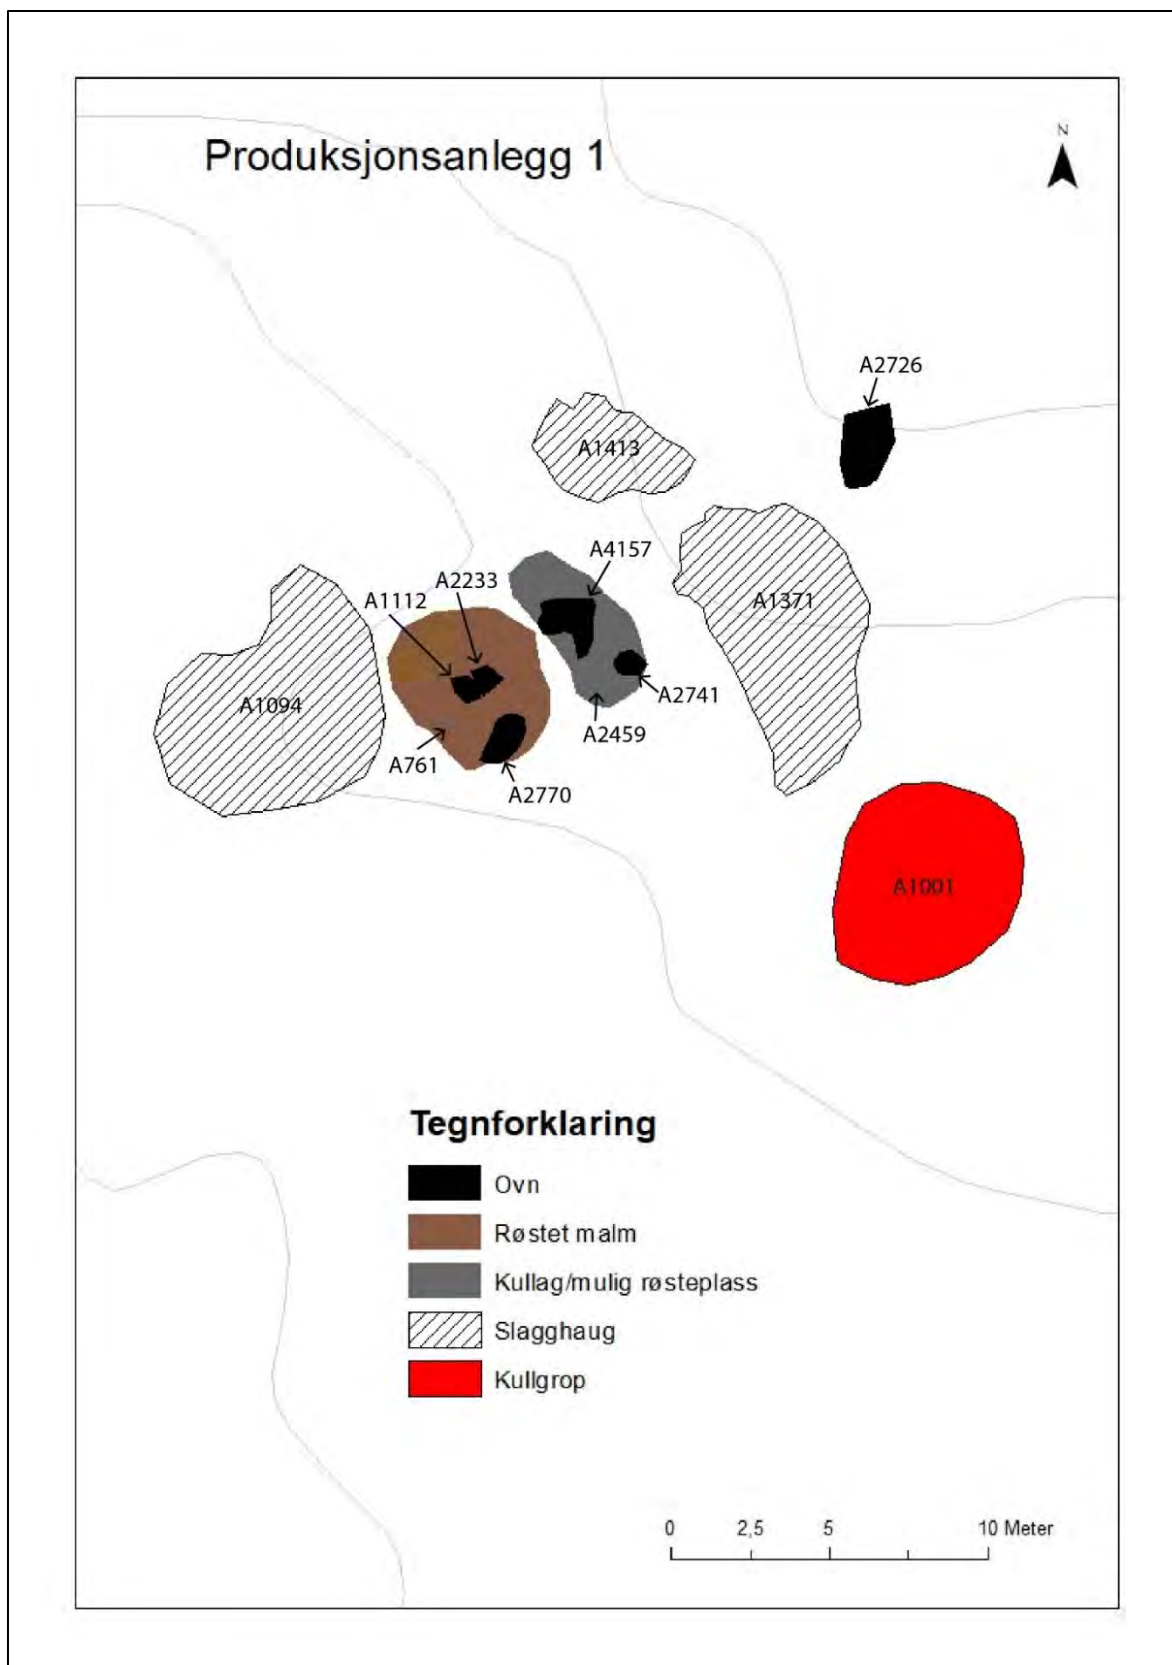 Produksjonsanlegg 1
N
A2726
A1413
A4157
A2233
A1112
A1371
A1094
A2741
A2459
A761
A2770
A1001
Tegnforklaring
Ovn
Røstet malm
Kullag/mulig røsteplass
Slagghaug
Kullgrop
0 2,5 5 10 Meter